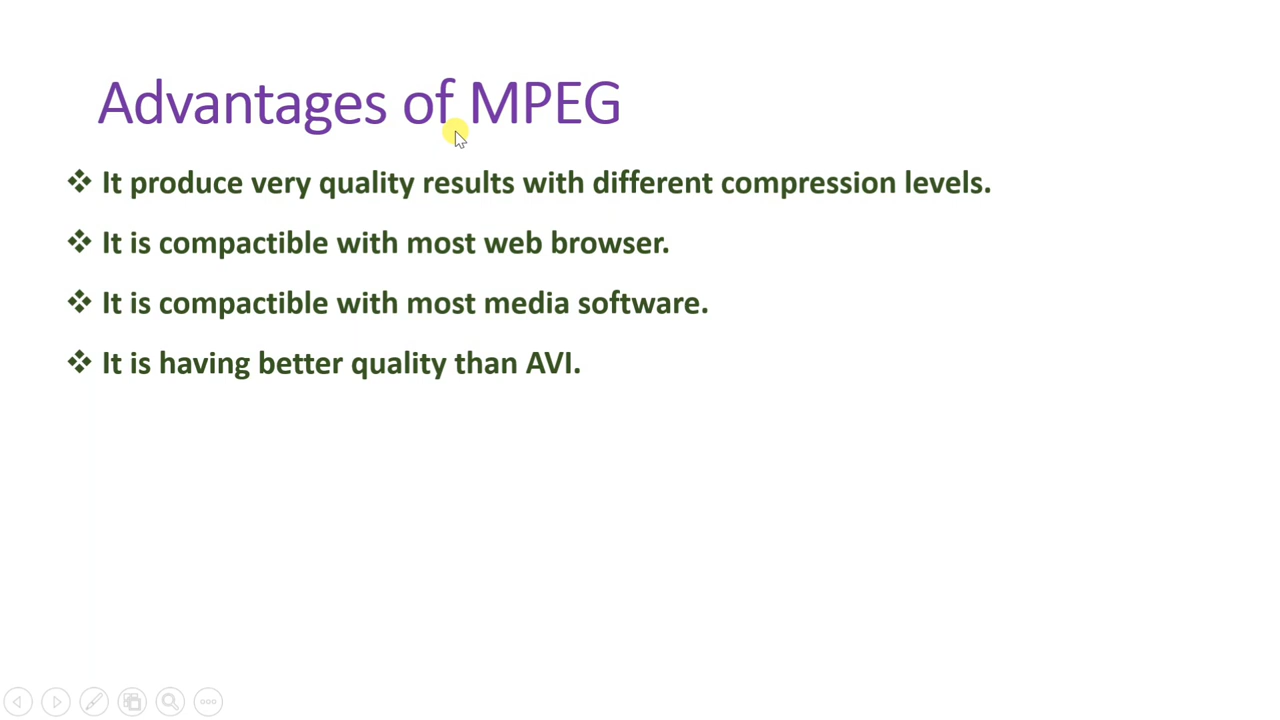 Advantages of MPEG
It produce very quality results with different compression levels.
It is compactible with most web browser.
It is compactible with most media software.
It is having better quality than AVI.